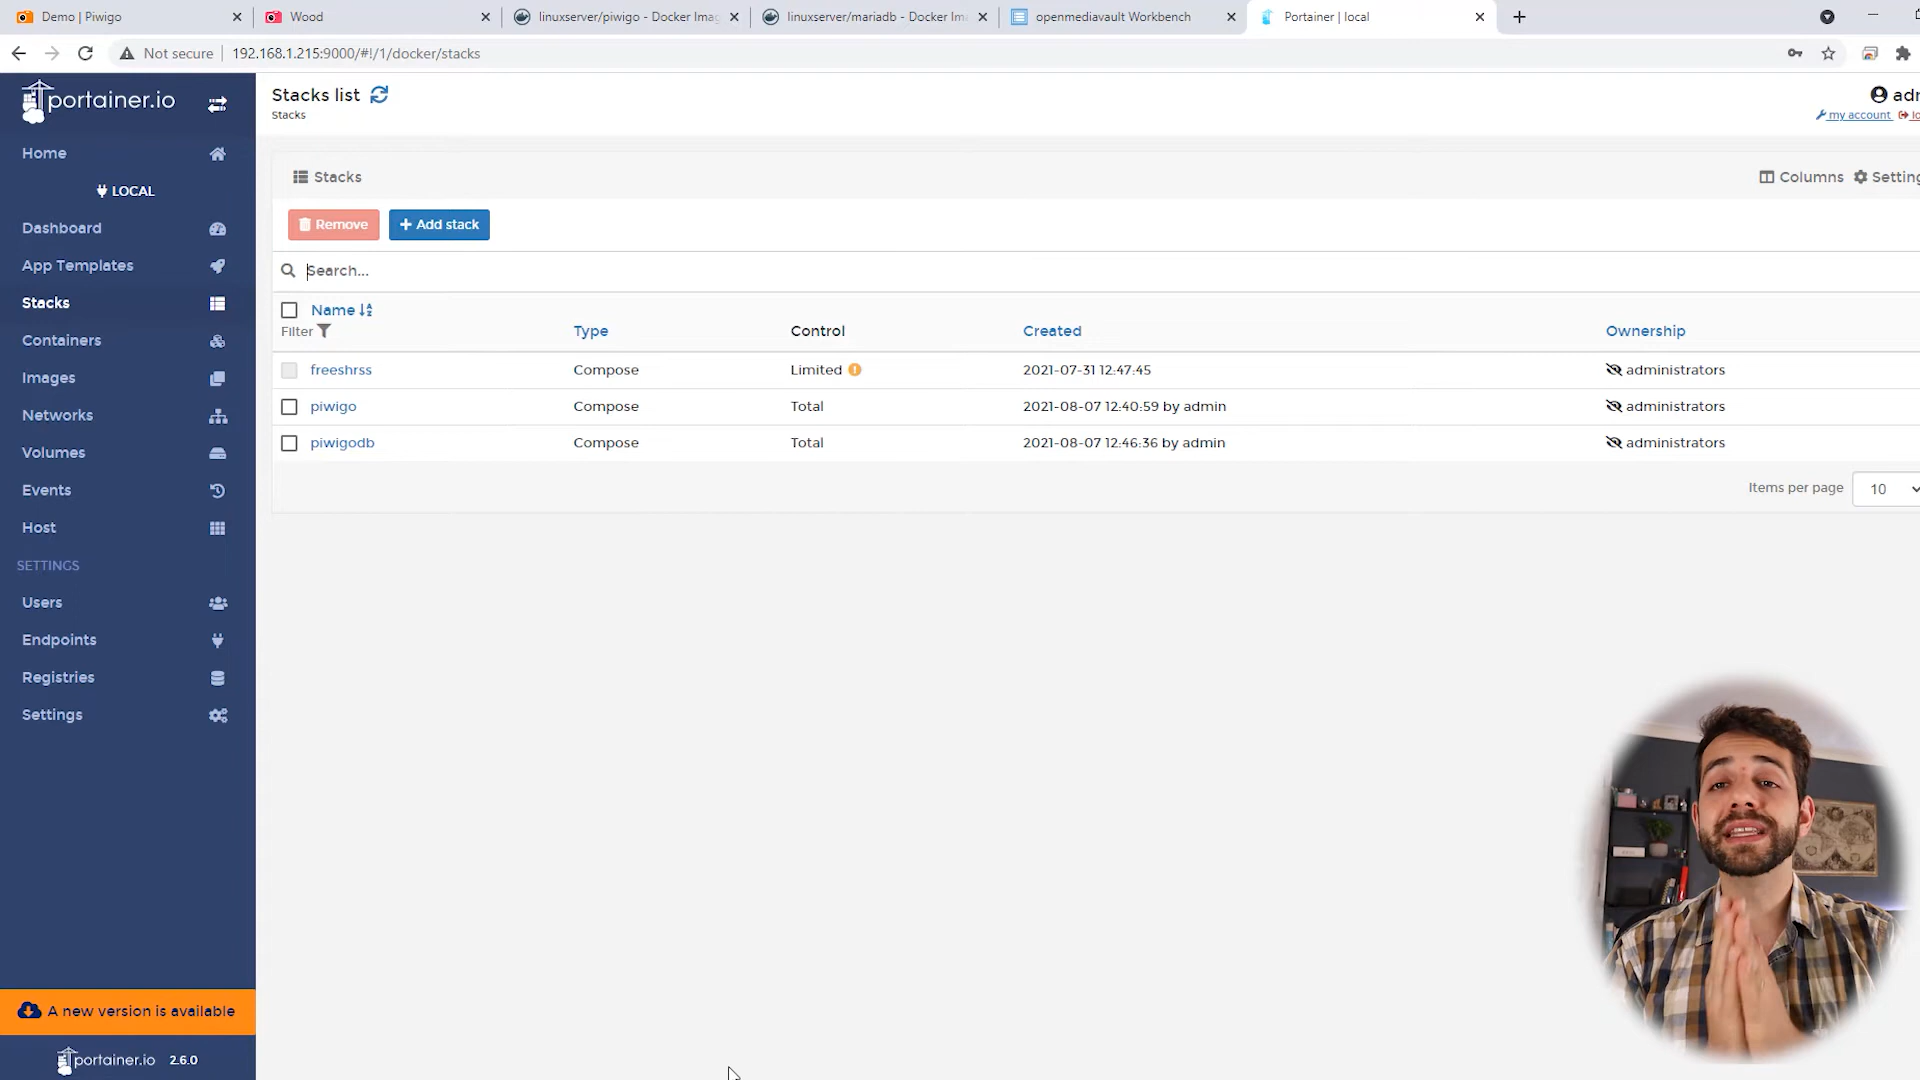 Demo | Piwigo
Wood
linuxserver/piwigo - Docker Imag
linuxserver/mariadb - Docker Im
openmediavault Workbench
Portainer | local
Not secure
192.168.1.215:9000/#!/1/docker/stacks
portainer.io
Stacks list
Stacks
my account
Home
LOCAL
Dashboard
App Templates
Stacks
Containers
Images
Networks
Volumes
Events
Host
SETTINGS
Users
Endpoints
Registries
Settings
A new version is available
portainer.io 2.6.0
Stacks
Columns
Setting
Remove
Add stack
Search...
Name
Filter
Type
Control
Created
Ownership
freeshrss Compose Limited 2021-07-31 12:47:45 administrators
piwigo Compose Total 2021-08-07 12:40:59 by admin administrators
piwigodb Compose Total 2021-08-07 12:46:36 by admin administrators
Items per page 10